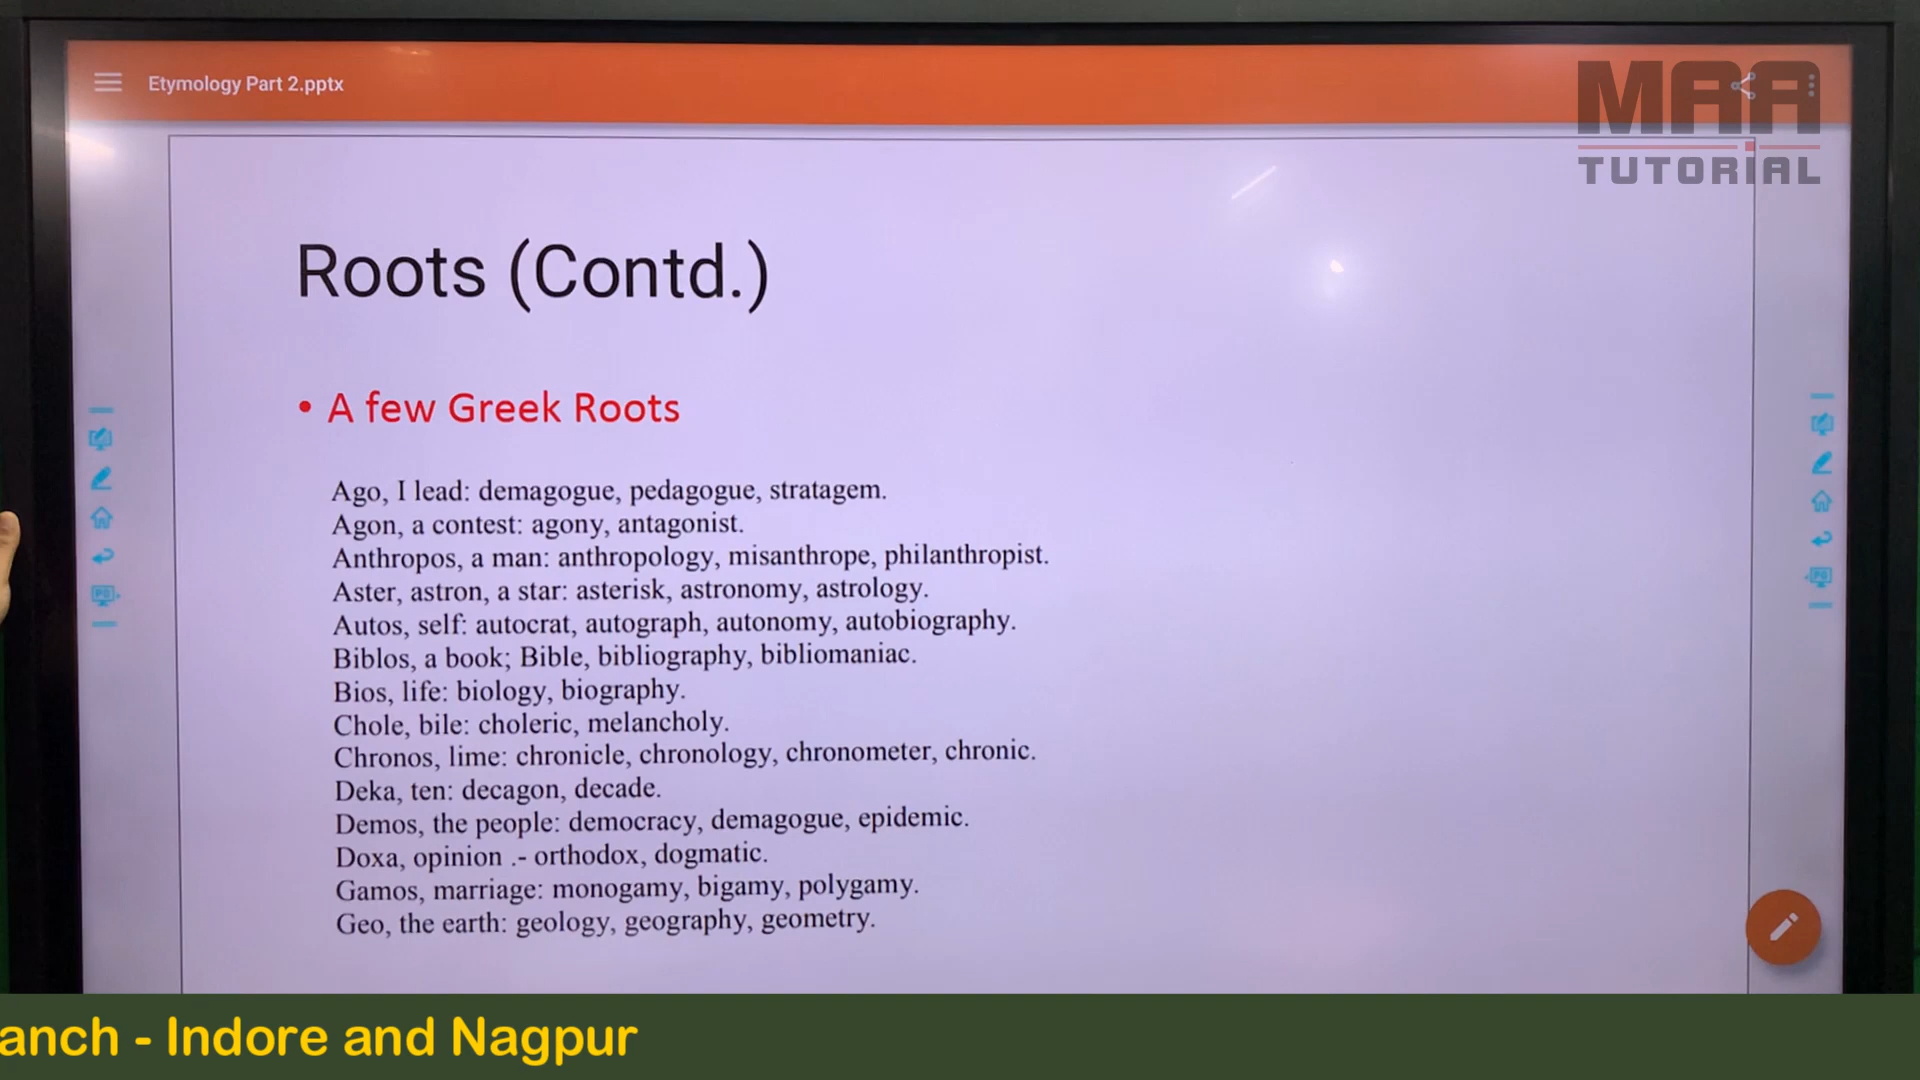 Etymology Part 2.pptx
MAA
TUTORIAL
Roots (Contd.)
• A few Greek Roots
Ago, I lead: demagogue, pedagogue, stratagem.
Agon, a contest: agony, antagonist.
Anthropos, a man: anthropology, misanthrope, philanthropist.
Aster, astron, a star: asterisk, astronomy, astrology.
Autos, self: autocrat, autograph, autonomy, autobiography.
Biblos, a book; Bible, bibliography, bibliomaniac.
Bios, life: biology, biography.
Chole, bile: choleric, melancholy.
Chronos, lime: chronicle, chronology, chronometer, chronic.
Deka, ten: decagon, decade.
Demos, the people: democracy, demagogue, epidemic.
Doxa, opinion .- orthodox, dogmatic.
Gamos, marriage: monogamy, bigamy, polygamy.
Geo, the earth: geology, geography, geometry.
anch - Indore and Nagpur